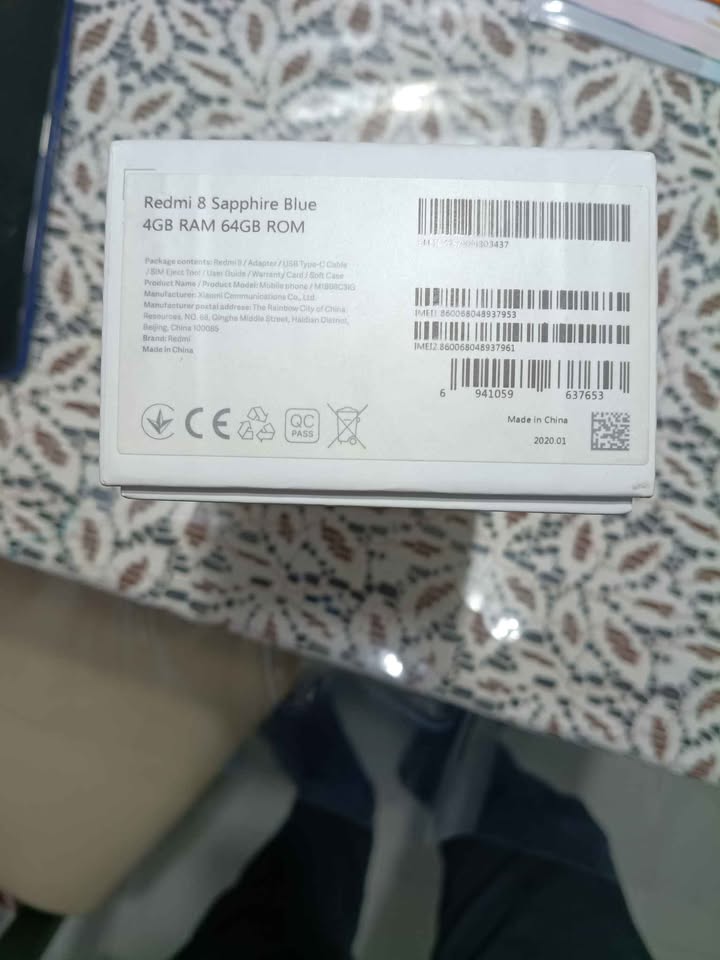 Redmi 8 Sapphire Blue
4GB RAM 64GB ROM
Package contents: Redmi 8 / Adapter / USB Type-C Cable
/ SIM Eject Tool / User Guide / Warranty Card / Soft Case
Product Name / Product Model: Mobile phone / M1908C3IG
Manufacturer: Xiaomi Communications Co., Ltd.
Manufacturer postal address: The Rainbow City of China
Resources, NO. 68, Qinghe Middle Street, Haidian District,
Beijing, China 100085
Brand: Redmi
Made in China
CE
QC
PASS
IMEI1:860068048937953
IMEI2:860068048937961
6 941059 637653
Made in China
2020.01